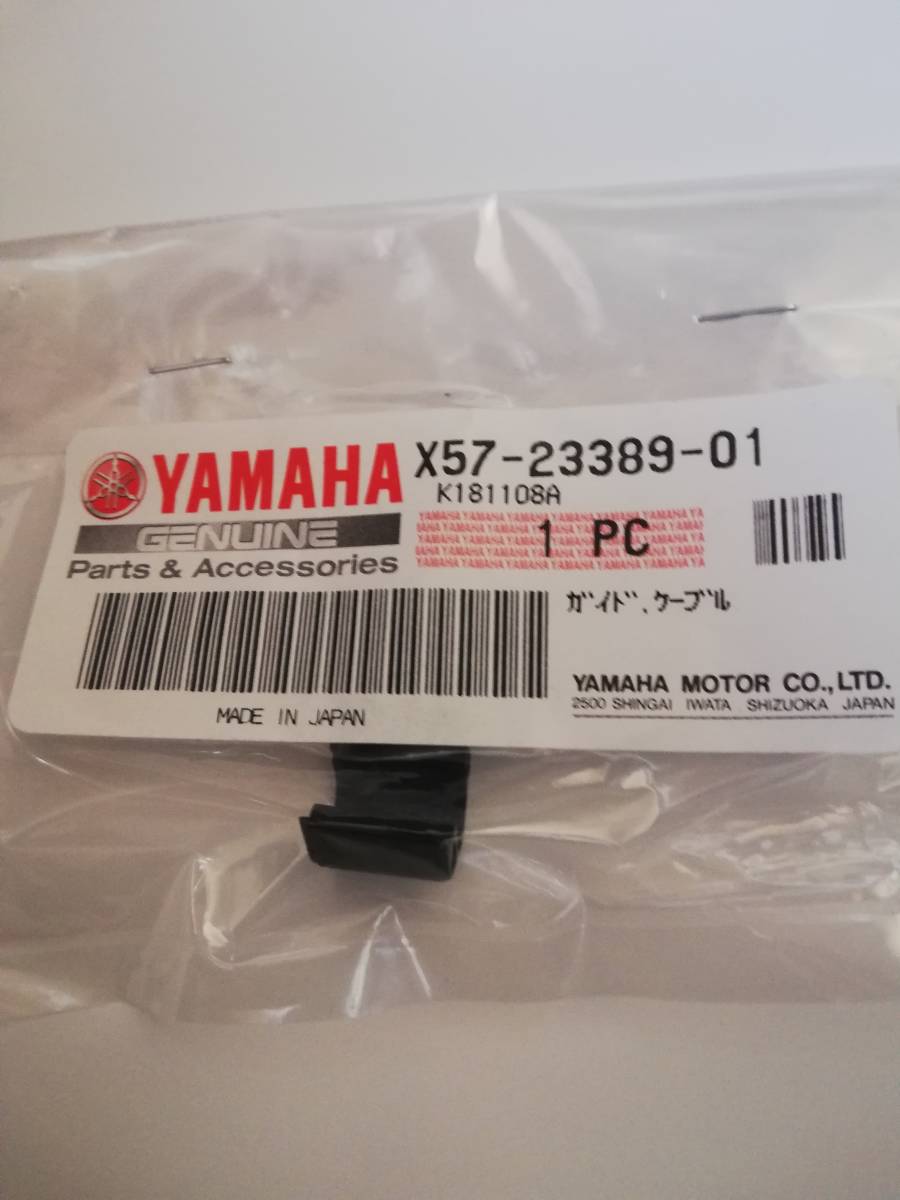 YAMAHA X57-23389-01
K181108A
GENUINE
1 PC
Parts & Accessories
ガイド、ケーブル
YAMAHA MOTOR CO., LTD.
2500 SHINGAI IWATA SHIZUOKA JAPAN
MADE IN JAPAN